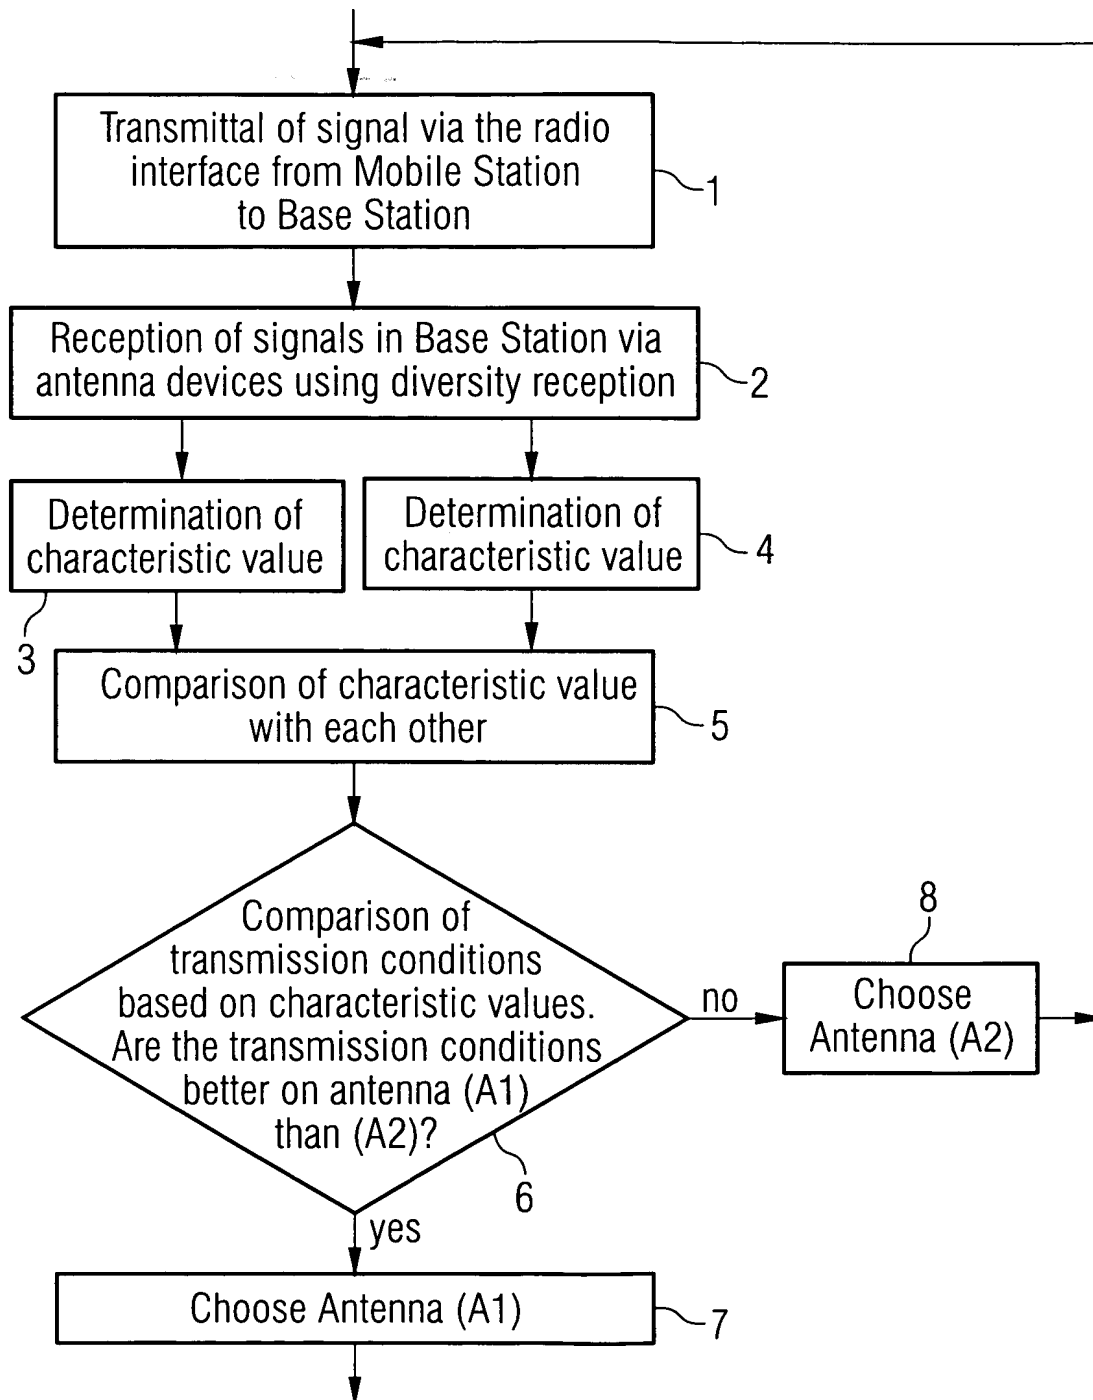 Transmittal of signal via the radio
interface from Mobile Station
to Base Station
1
Reception of signals in Base Station via
antenna devices using diversity reception
2
Determination of
characteristic value
3
Determination of
characteristic value
4
Comparison of characteristic value
with each other
5
Comparison of
transmission conditions
based on characteristic values.
Are the transmission conditions
better on antenna (A1)
than (A2)?
6
no
8
Choose
Antenna (A2)
yes
Choose Antenna (A1)
7